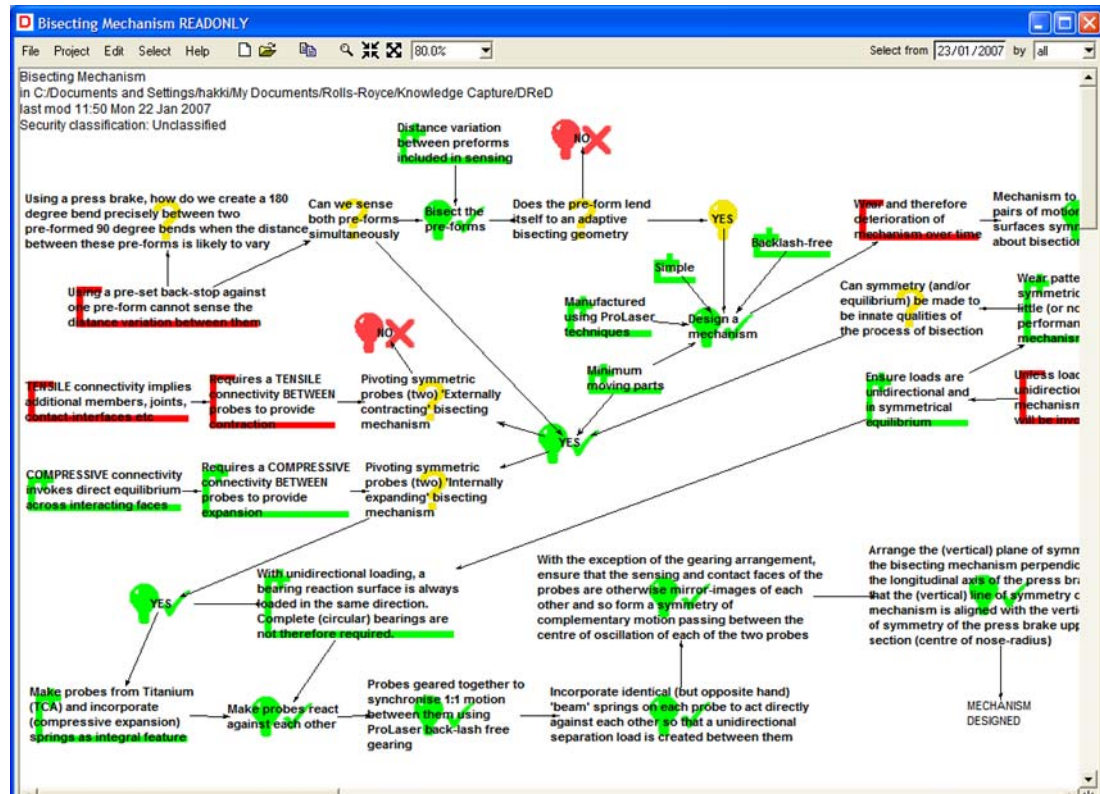 D Bisecting Mechanism READONLY
File Project Edit Select Help 80.0% Select from 23/01/2007 by all
Bisecting Mechanism
in C:/Documents and Settings/hakki/My Documents/Rolls-Royce/Knowledge Capture/DReD
last mod 11:50 Mon 22 Jan 2007
Security classification: Unclassified
Distance variation
between preforms
included in sensing
NO
Using a press brake, how do we create a 180
degree bend precisely between two
pre-formed 90 degree bends when the distance
between these pre-forms is likely to vary
Can we sense
both pre-forms
simultaneously
Bisect the
pre-forms
Does the pre-form lend
itself to an adaptive
bisecting geometry
YES
Wear and therefore
deterioration of
mechanism over time
Mechanism to
pairs of motion
surfaces sym
about bisection
Backlash-free
Simple
Using a pre-set back-stop against
one pre-form cannot sense the
distance variation between them
Manufactured
using ProLaser
techniques
Design a
mechanism
Can symmetry (and/or
equilibrium) be made to
be innate qualities of
the process of bisection
Wear patte
symmetric
little (or no
performan
mechanism
NO
Minimum
moving parts
TENSILE connectivity implies
additional members, joints,
contact interfaces etc
Requires a TENSILE
connectivity BETWEEN
probes to provide
contraction
Pivoting symmetric
probes (two) 'Externally
contracting' bisecting
mechanism
Ensure loads are
unidirectional and
in symmetrical
equilibrium
Unless load
unidirection
mechanism
will be invo
YES
COMPRESSIVE connectivity
invokes direct equilibrium
across interacting faces
Requires a COMPRESSIVE
connectivity BETWEEN
probes to provide
expansion
Pivoting symmetric
probes (two) 'Internally
expanding' bisecting
mechanism
YES
With unidirectional loading, a
bearing reaction surface is always
loaded in the same direction.
Complete (circular) bearings are
not therefore required.
With the exception of the gearing arrangement,
ensure that the sensing and contact faces of the
probes are otherwise mirror-images of each
other and so form a symmetry of
complementary motion passing between the
centre of oscillation of each of the two probes
Arrange the (vertical) plane of symm
the bisecting mechanism perpendic
the longitudinal axis of the press bra
that the (vertical) line of symmetry o
mechanism is aligned with the verti
of symmetry of the press brake upp
section (centre of nose-radius)
Make probes from Titanium
(TCA) and incorporate
(compressive expansion)
springs as integral feature
Make probes react
against each other
Probes geared together to
synchronise 1:1 motion
between them using
ProLaser back-lash free
gearing
Incorporate identical (but opposite hand)
'beam' springs on each probe to act directly
against each other so that a unidirectional
separation load is created between them
MECHANISM
DESIGNED